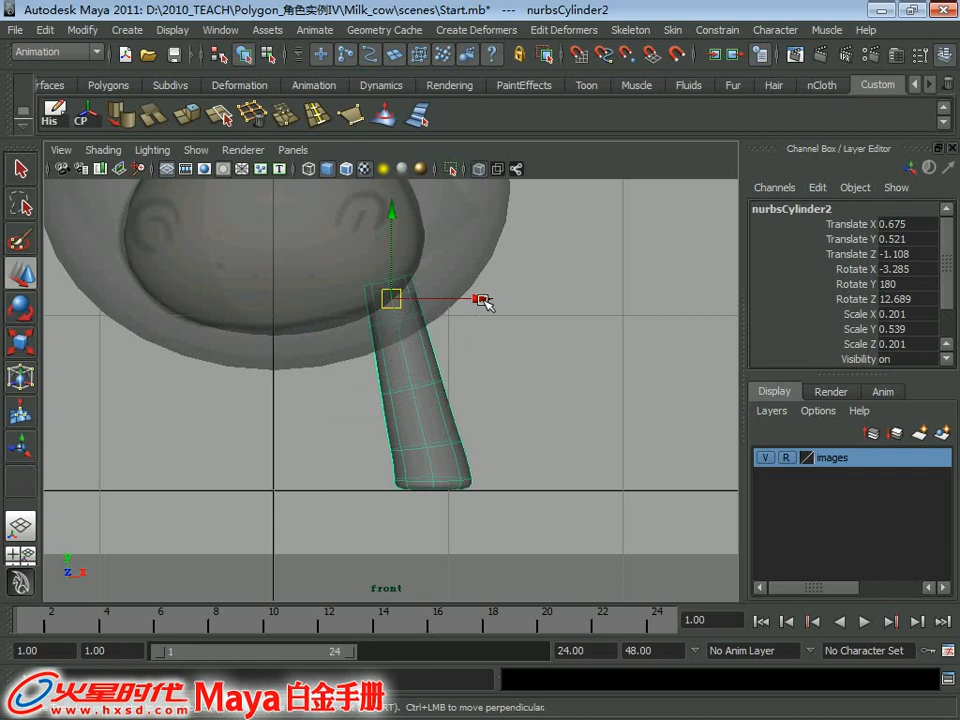 Autodesk Maya 2011: D:\2010_TEACH\Polygon_角色实例IV\Milk_cow\scenes\Start.mb* --- nurbsCylinder2
File Edit Modify Create Display Window Assets Animate Geometry Cache Create Deformers Edit Deformers Skeleton Skin Constrain Character Muscle Help
Animation
rfaces Polygons Subdivs Deformation Animation Dynamics Rendering PaintEffects Toon Muscle Fluids Fur Hair nCloth Custom
His CP
View Shading Lighting Show Renderer Panels
Channel Box / Layer Editor
Channels Edit Object Show
nurbsCylinder2
Translate X 0.675
Translate Y 0.521
Translate Z -1.108
Rotate X -3.285
Rotate Y 180
Rotate Z 12.689
Scale X 0.201
Scale Y 0.539
Scale Z 0.201
Visibility on
Display Render Anim
Layers Options Help
V R images
y
z x
front
2 4 6 8 10 12 14 16 18 20 22 24
1.00
1.00 1.00 1 24 24.00 48.00 No Anim Layer No Character Set
火星时代 Maya 白金手册
www.hxsd.com
RT). Ctrl+LMB to move perpendicular.